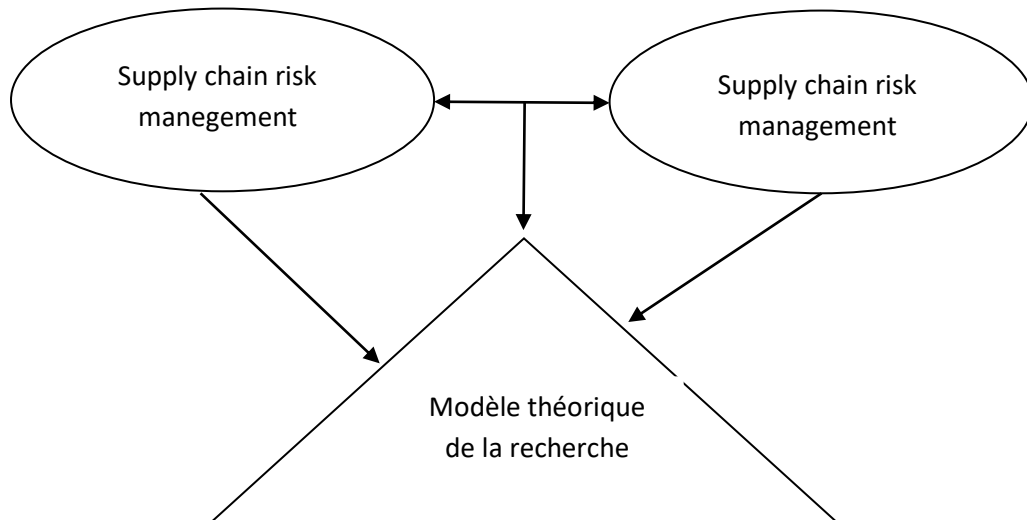 Supply chain risk
manegement
Supply chain risk
management
Modèle théorique
de la recherche